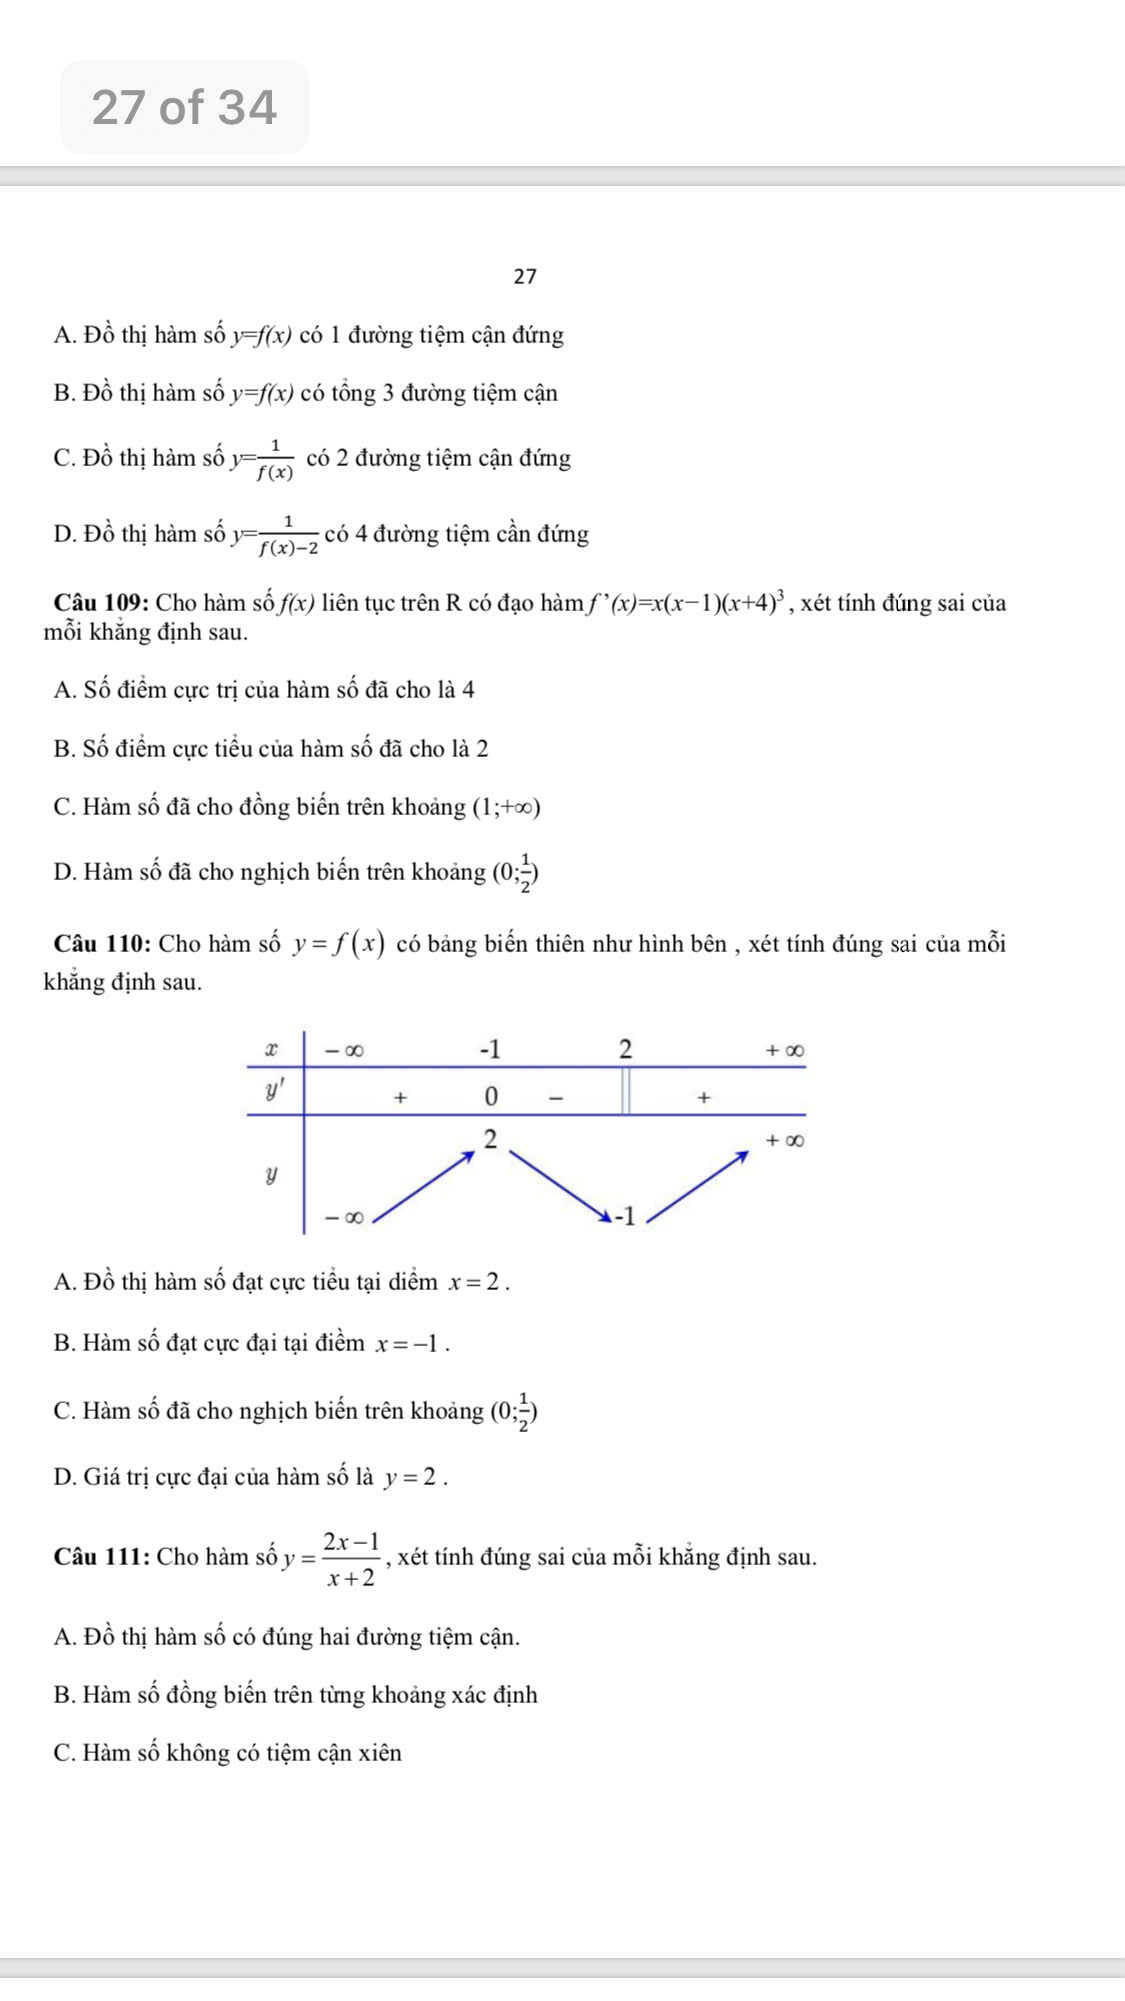 27 of 34
27
A. Đồ thị hàm số y=f(x) có 1 đường tiệm cận đứng
B. Đồ thị hàm số y=f(x) có tổng 3 đường tiệm cận
C. Đồ thị hàm số y=1/f(x) có 2 đường tiệm cận đứng
D. Đồ thị hàm số y=1/(f(x)−2) có 4 đường tiệm cần đứng
Câu 109: Cho hàm số f(x) liên tục trên R có đạo hàm f’(x)=x(x−1)(x+4)³, xét tính đúng sai của
mỗi khẳng định sau.
A. Số điểm cực trị của hàm số đã cho là 4
B. Số điểm cực tiểu của hàm số đã cho là 2
C. Hàm số đã cho đồng biến trên khoảng (1;+∞)
D. Hàm số đã cho nghịch biến trên khoảng (0;1/2)
Câu 110: Cho hàm số y = f(x) có bảng biến thiên như hình bên , xét tính đúng sai của mỗi
khẳng định sau.
x −∞ -1 2 +∞
y' + 0 − || +
2 +∞
y
−∞ -1
A. Đồ thị hàm số đạt cực tiểu tại diểm x = 2 .
B. Hàm số đạt cực đại tại điềm x = −1 .
C. Hàm số đã cho nghịch biến trên khoảng (0;1/2)
D. Giá trị cực đại của hàm số là y = 2 .
Câu 111: Cho hàm số y = (2x−1)/(x+2) , xét tính đúng sai của mỗi khẳng định sau.
A. Đồ thị hàm số có đúng hai đường tiệm cận.
B. Hàm số đồng biến trên từng khoảng xác định
C. Hàm số không có tiệm cận xiên